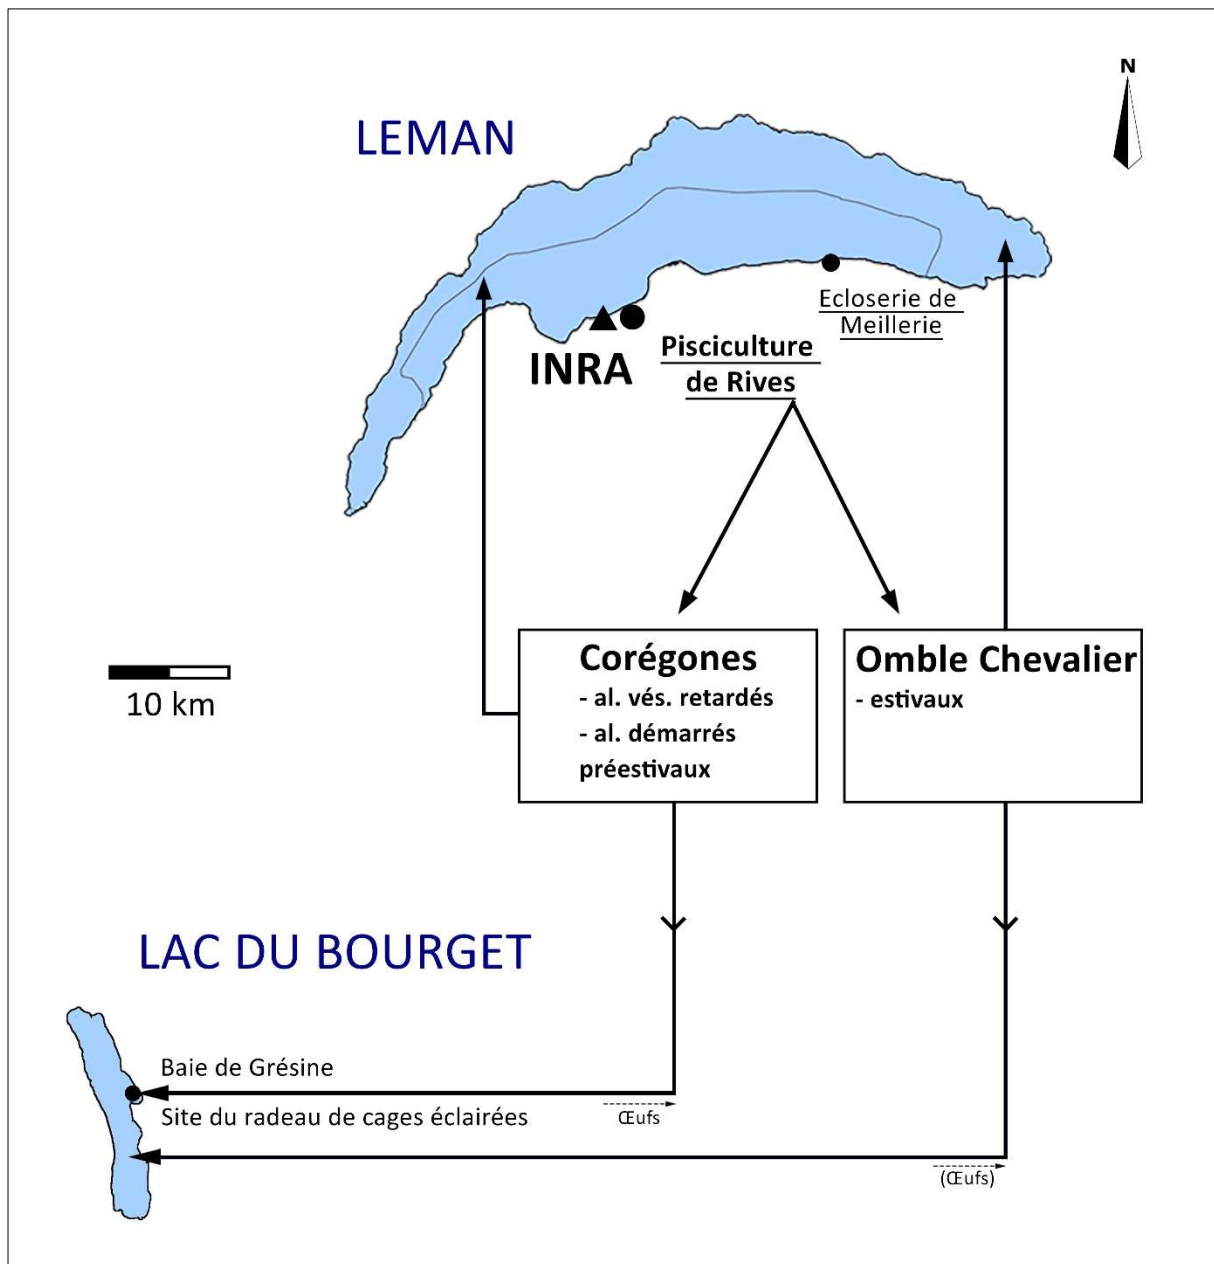 N
LEMAN
Ecloserie de
Meillerie
INRA
Pisciculture
de Rives
Corégones
- al. vés. retardés
- al. démarrés
préestivaux
Omble Chevalier
- estivaux
10 km
LAC DU BOURGET
Baie de Grésine
Site du radeau de cages éclairées
Œufs
(Œufs)